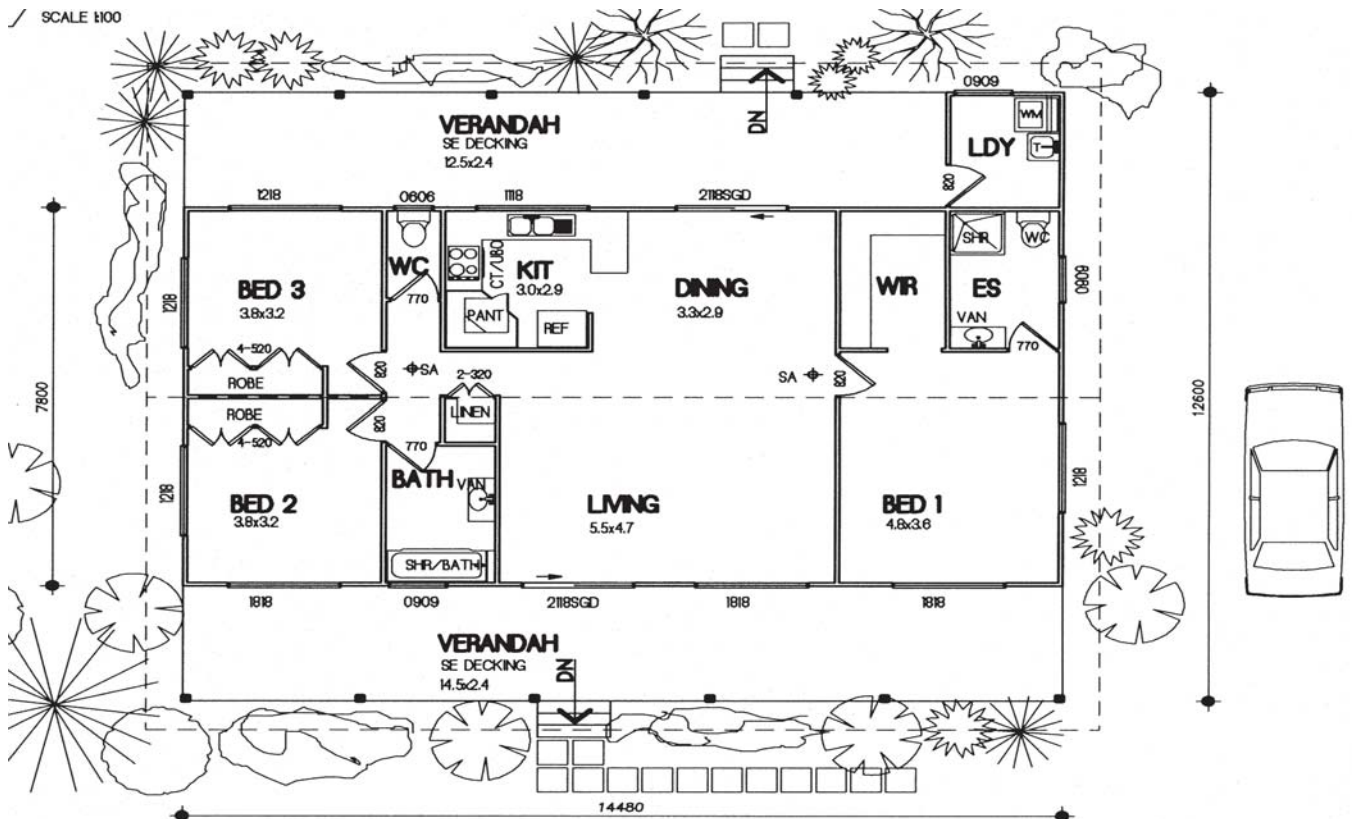 SCALE 1:100
0909
VERANDAH
SE DECKING
12.5x2.4
DN
WM
LDY
T
820
1218
0606
1118
2118SGD
SHR
WC
WC
CT/UBO
KIT
3.0x2.9
DINING
3.3x2.9
WIR
ES
0909
BED 3
3.8x3.2
1218
770
PANT
REF
VAN
770
4-520
ROBE
820
SA
2-320
SA
820
7800
12600
ROBE
4-520
820
LINEN
770
BATH
VAN
1218
BED 2
3.8x3.2
LIVING
5.5x4.7
BED 1
4.8x3.6
1218
SHR/BATH
1818
0909
2118SGD
1818
1818
VERANDAH
SE DECKING
14.5x2.4
DN
14480